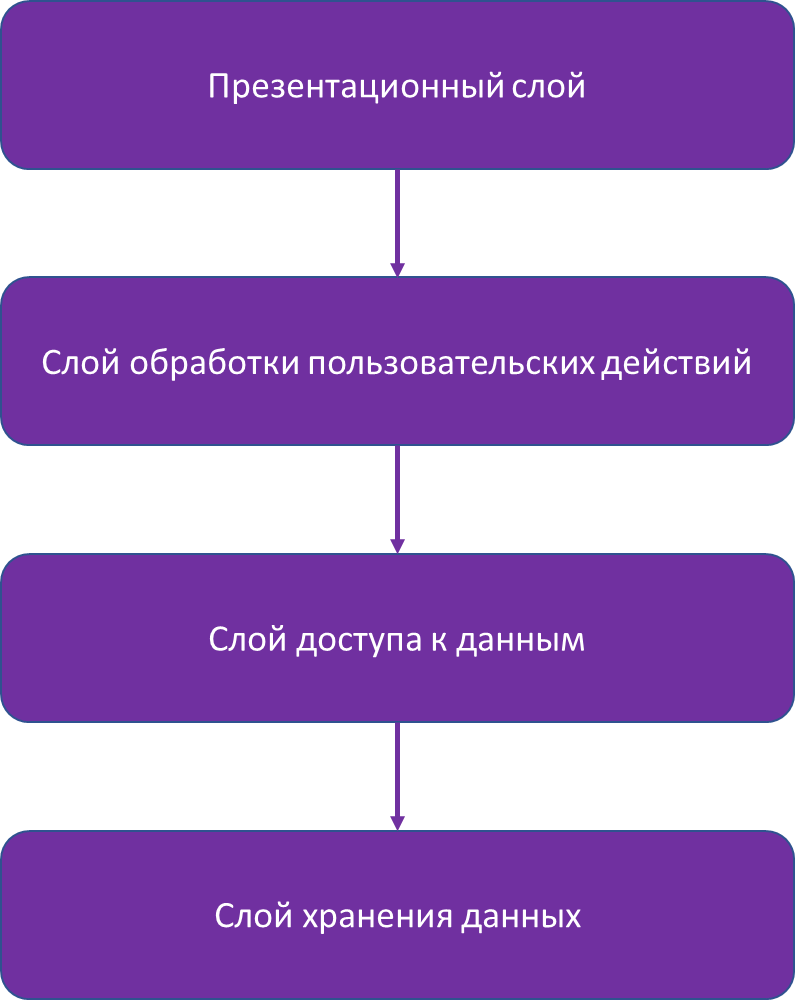 Презентационный слой
Слой обработки пользовательских действий
Слой доступа к данным
Слой хранения данных